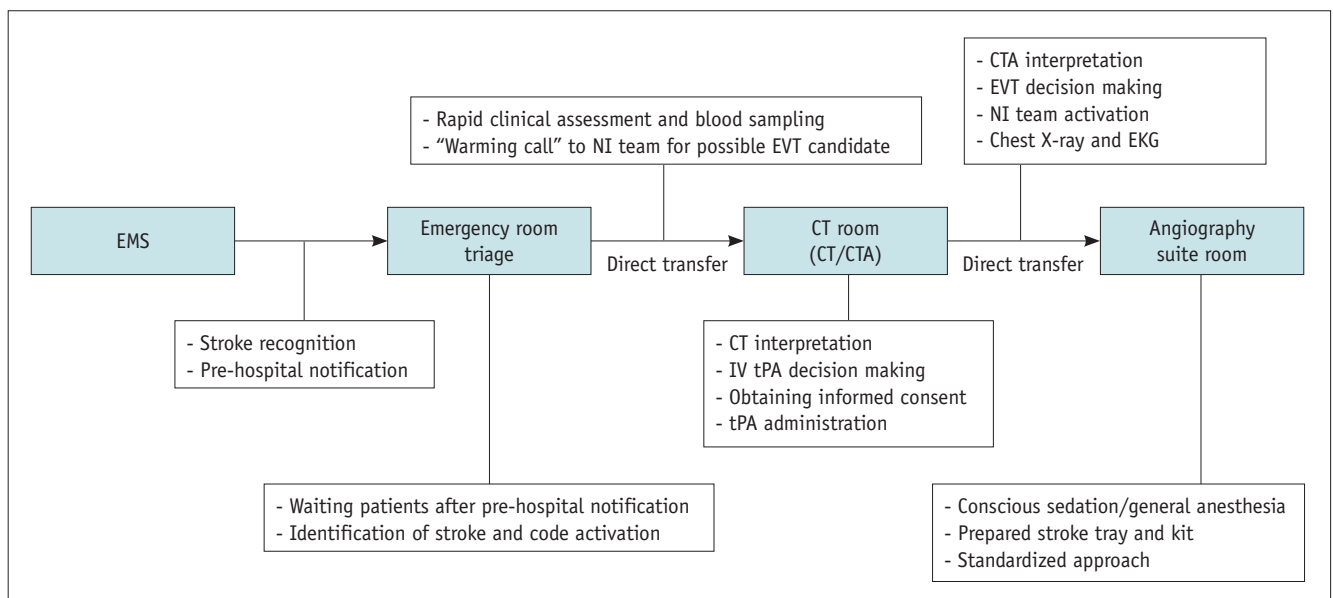 - CTA interpretation
- EVT decision making
- NI team activation
- Chest X-ray and EKG
- Rapid clinical assessment and blood sampling
- “Warming call” to NI team for possible EVT candidate
EMS
Emergency room
triage
Direct transfer
CT room
(CT/CTA)
Direct transfer
Angiography
suite room
- Stroke recognition
- Pre-hospital notification
- CT interpretation
- IV tPA decision making
- Obtaining informed consent
- tPA administration
- Waiting patients after pre-hospital notification
- Identification of stroke and code activation
- Conscious sedation/general anesthesia
- Prepared stroke tray and kit
- Standardized approach